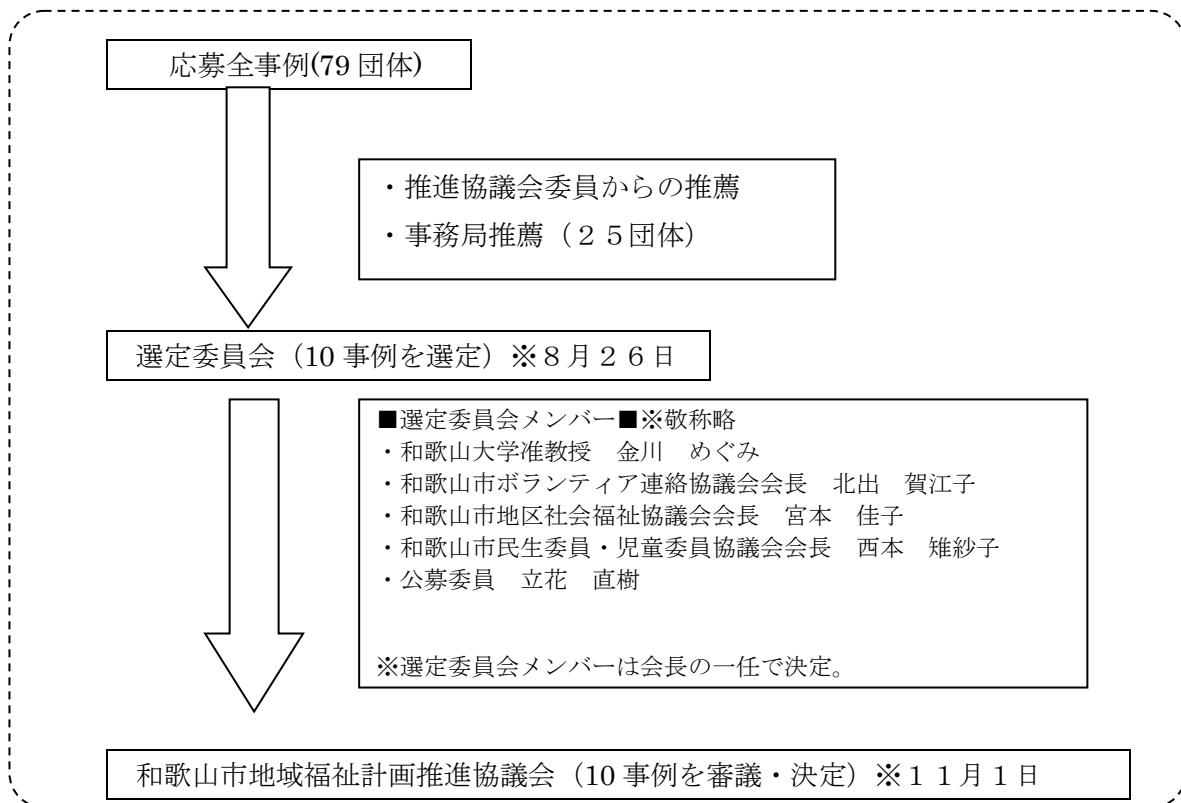 応募全事例(79 団体)
・推進協議会委員からの推薦
・事務局推薦（２５団体）
選定委員会（10 事例を選定）※８月２６日
■選定委員会メンバー■※敬称略
・和歌山大学准教授　金川　めぐみ
・和歌山市ボランティア連絡協議会会長　北出　賀江子
・和歌山市地区社会福祉協議会会長　宮本　佳子
・和歌山市民生委員・児童委員協議会会長　西本　雉紗子
・公募委員　立花　直樹
※選定委員会メンバーは会長の一任で決定。
和歌山市地域福祉計画推進協議会（10 事例を審議・決定）※１１月１日